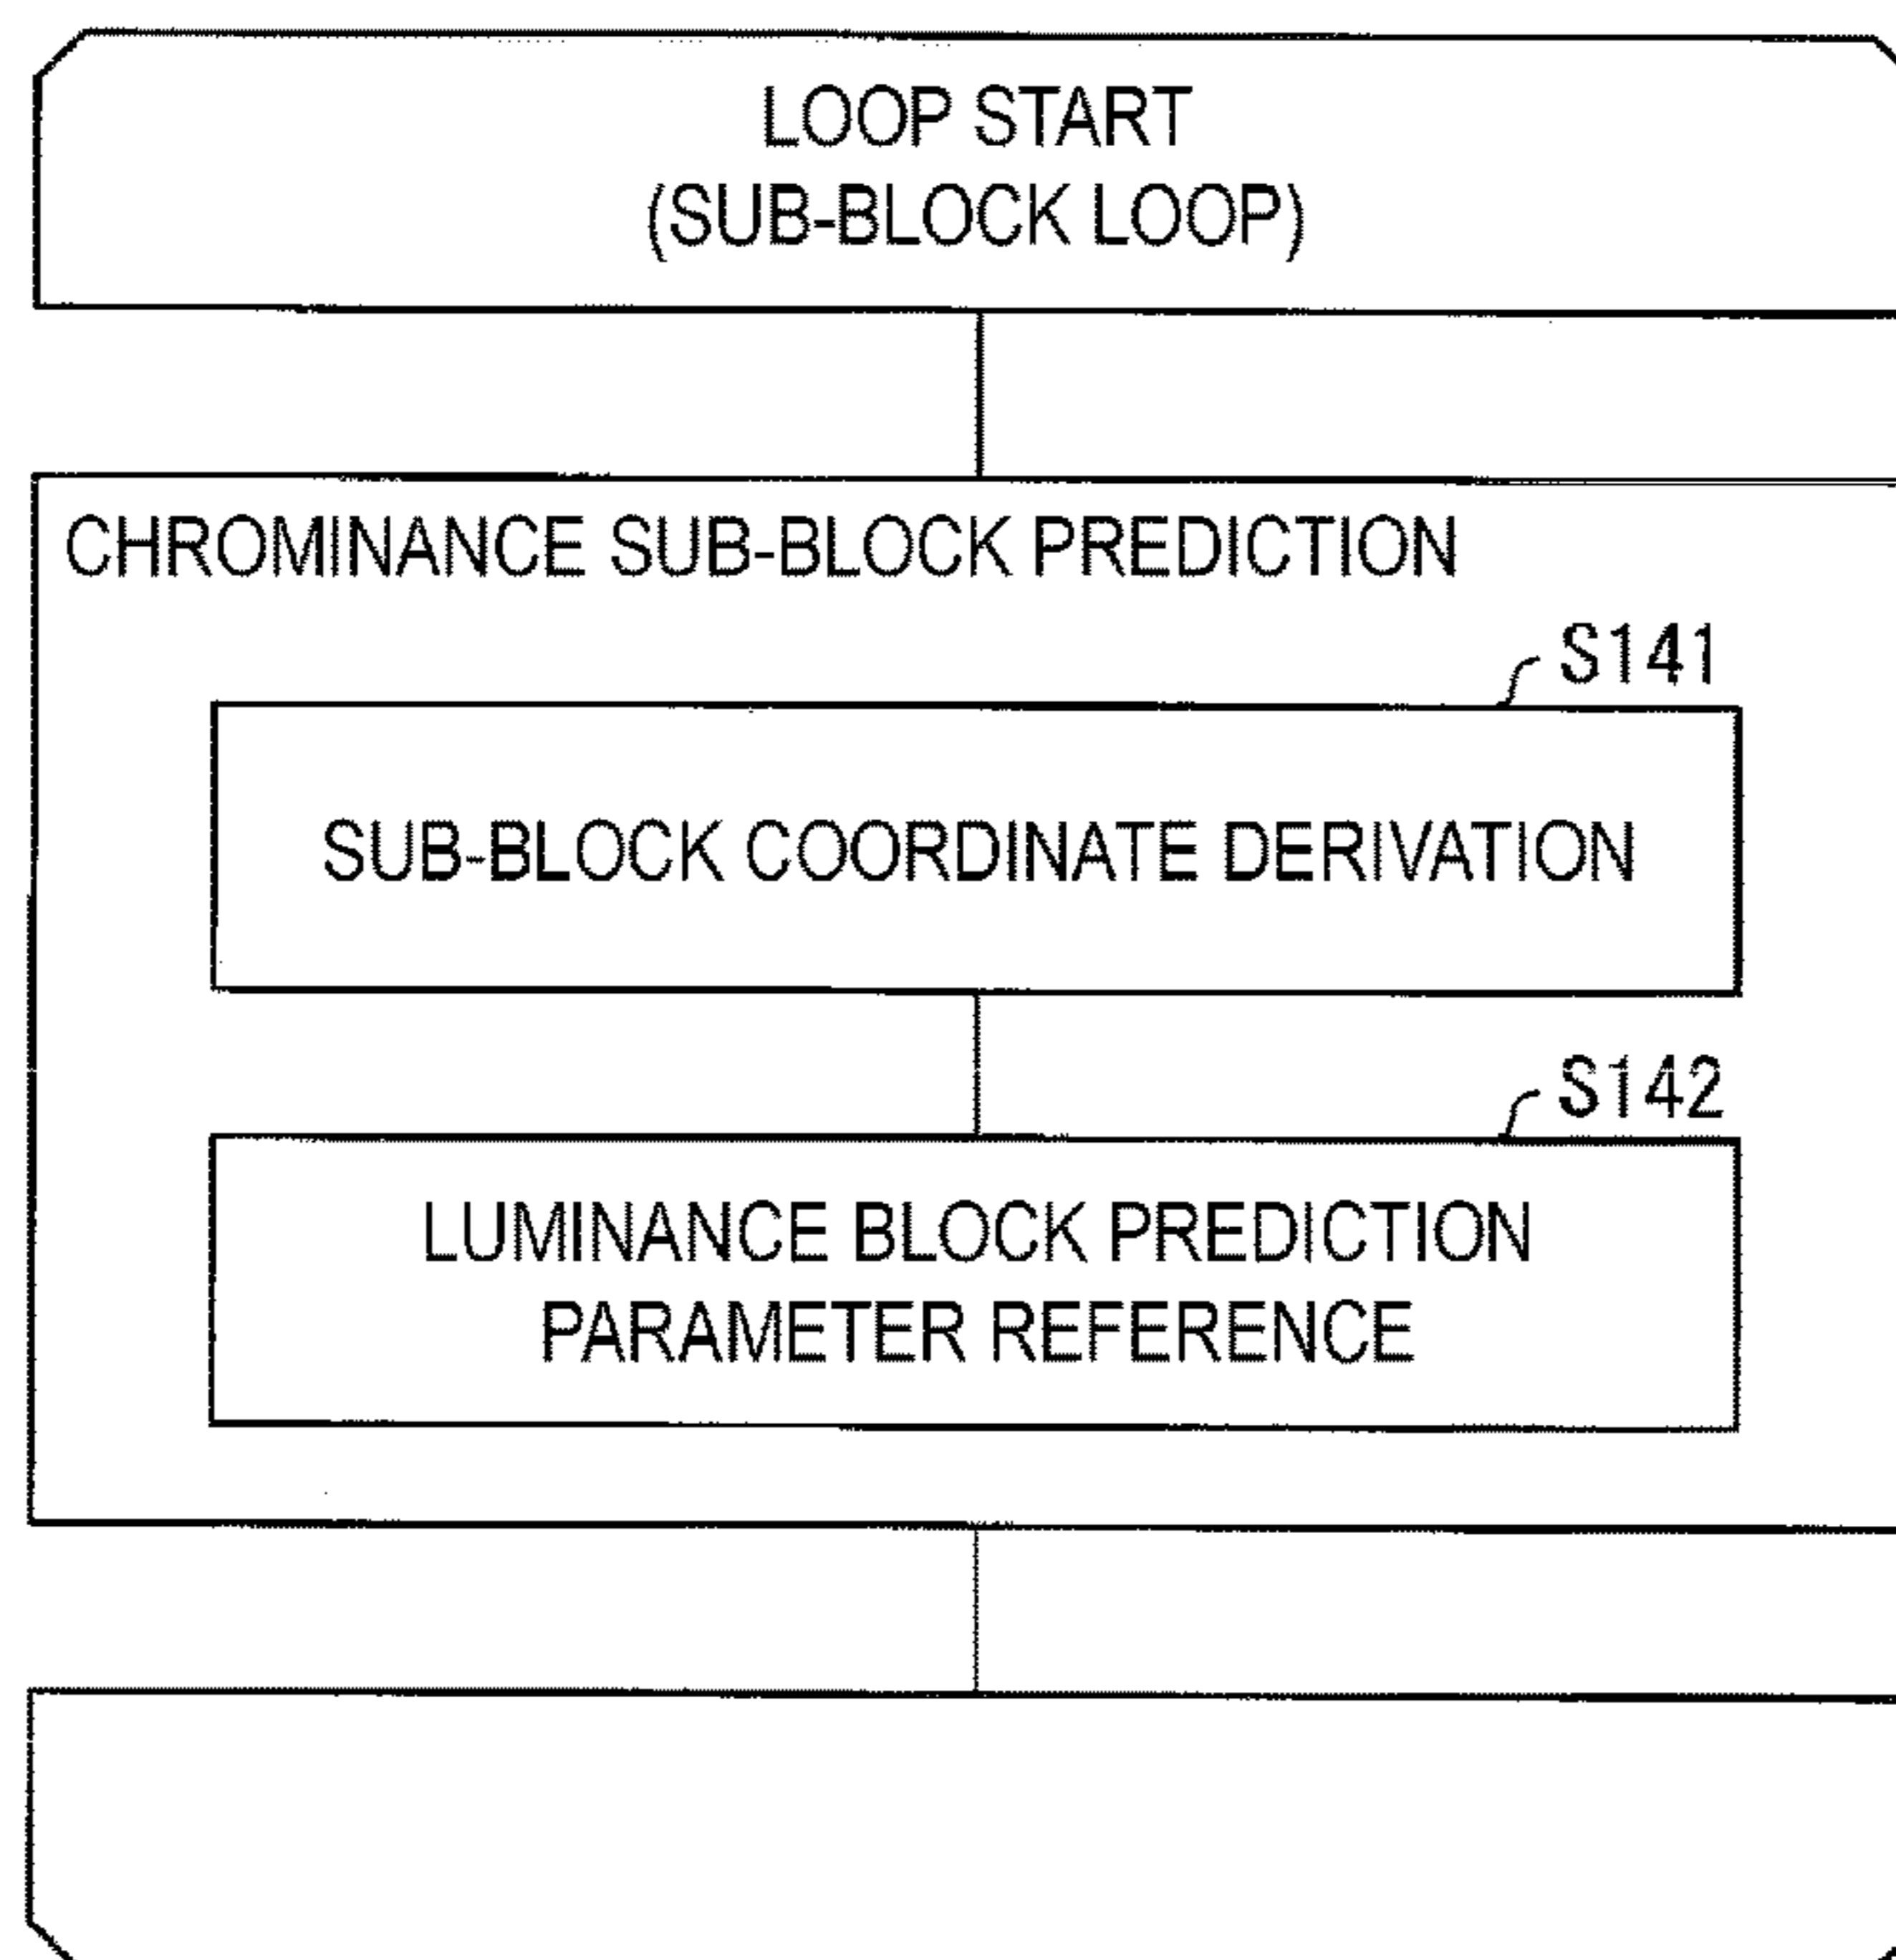 LOOP START
(SUB-BLOCK LOOP)
CHROMINANCE SUB-BLOCK PREDICTION
S141
SUB-BLOCK COORDINATE DERIVATION
S142
LUMINANCE BLOCK PREDICTION
PARAMETER REFERENCE